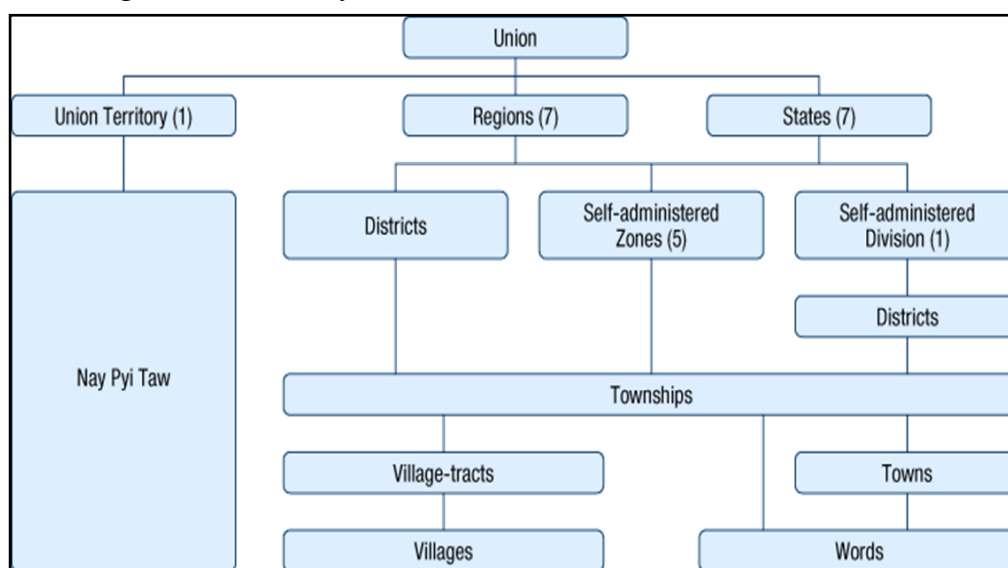 Union
Union Territory (1)
Regions (7)
States (7)
Districts
Self-administered
Zones (5)
Self-administered
Division (1)
Districts
Nay Pyi Taw
Townships
Village-tracts
Towns
Villages
Words